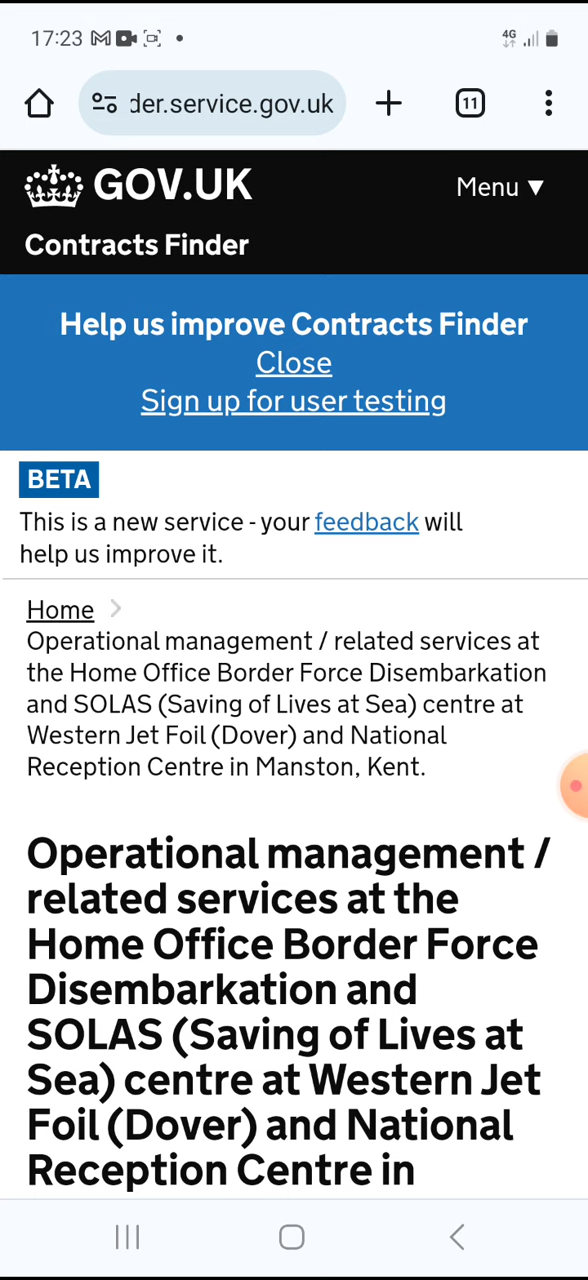 17:23
4G
der.service.gov.uk
11
GOV.UK
Menu ▼
Contracts Finder
Help us improve Contracts Finder
Close
Sign up for user testing
BETA
This is a new service - your feedback will
help us improve it.
Home
Operational management / related services at
the Home Office Border Force Disembarkation
and SOLAS (Saving of Lives at Sea) centre at
Western Jet Foil (Dover) and National
Reception Centre in Manston, Kent.
Operational management /
related services at the
Home Office Border Force
Disembarkation and
SOLAS (Saving of Lives at
Sea) centre at Western Jet
Foil (Dover) and National
Reception Centre in